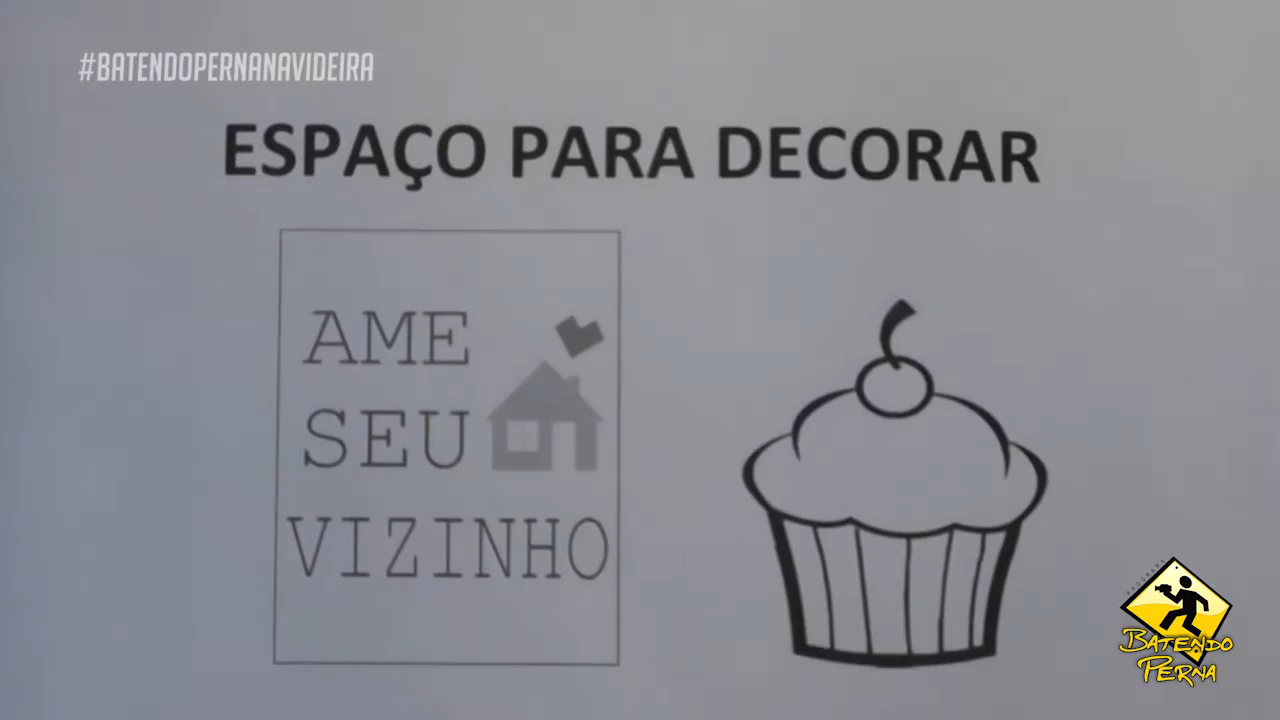 #BATENDOPERNANAVIDEIRA
ESPAÇO PARA DECORAR
AME
SEU
VIZINHO
BATENDO
PERNA